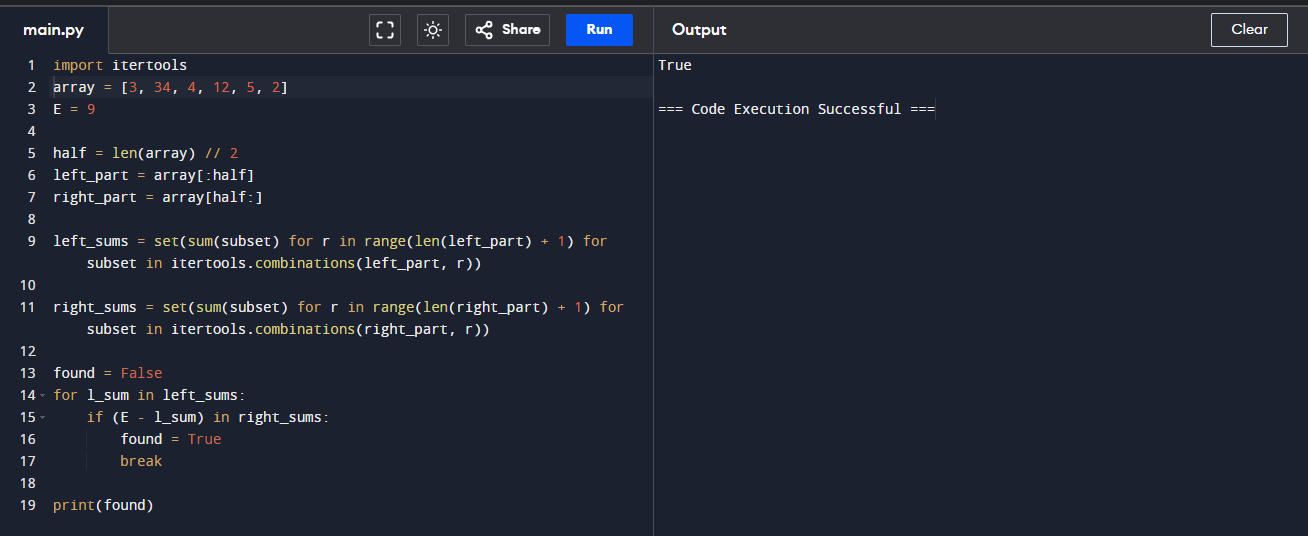 main.py Share Run Output Clear
1 import itertools
2 array = [3, 34, 4, 12, 5, 2]
3 E = 9
4
5 half = len(array) // 2
6 left_part = array[:half]
7 right_part = array[half:]
8
9 left_sums = set(sum(subset) for r in range(len(left_part) + 1) for
subset in itertools.combinations(left_part, r))
10
11 right_sums = set(sum(subset) for r in range(len(right_part) + 1) for
subset in itertools.combinations(right_part, r))
12
13 found = False
14 for l_sum in left_sums:
15     if (E - l_sum) in right_sums:
16         found = True
17         break
18
19 print(found)
True
=== Code Execution Successful ===